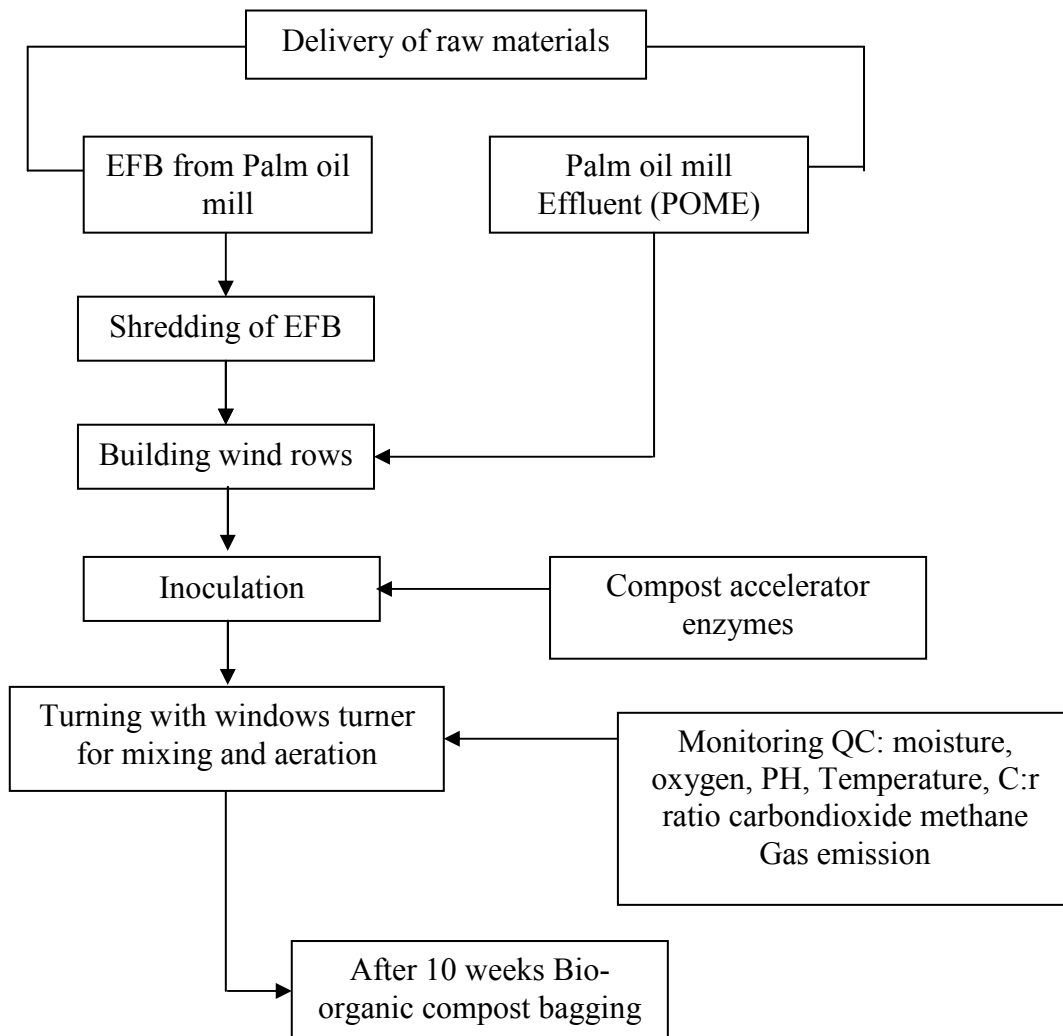 Delivery of raw materials
EFB from Palm oil
mill
Palm oil mill
Effluent (POME)
Shredding of EFB
Building wind rows
Inoculation
Compost accelerator
enzymes
Turning with windows turner
for mixing and aeration
Monitoring QC: moisture,
oxygen, PH, Temperature, C:r
ratio carbondioxide methane
Gas emission
After 10 weeks Bio-
organic compost bagging